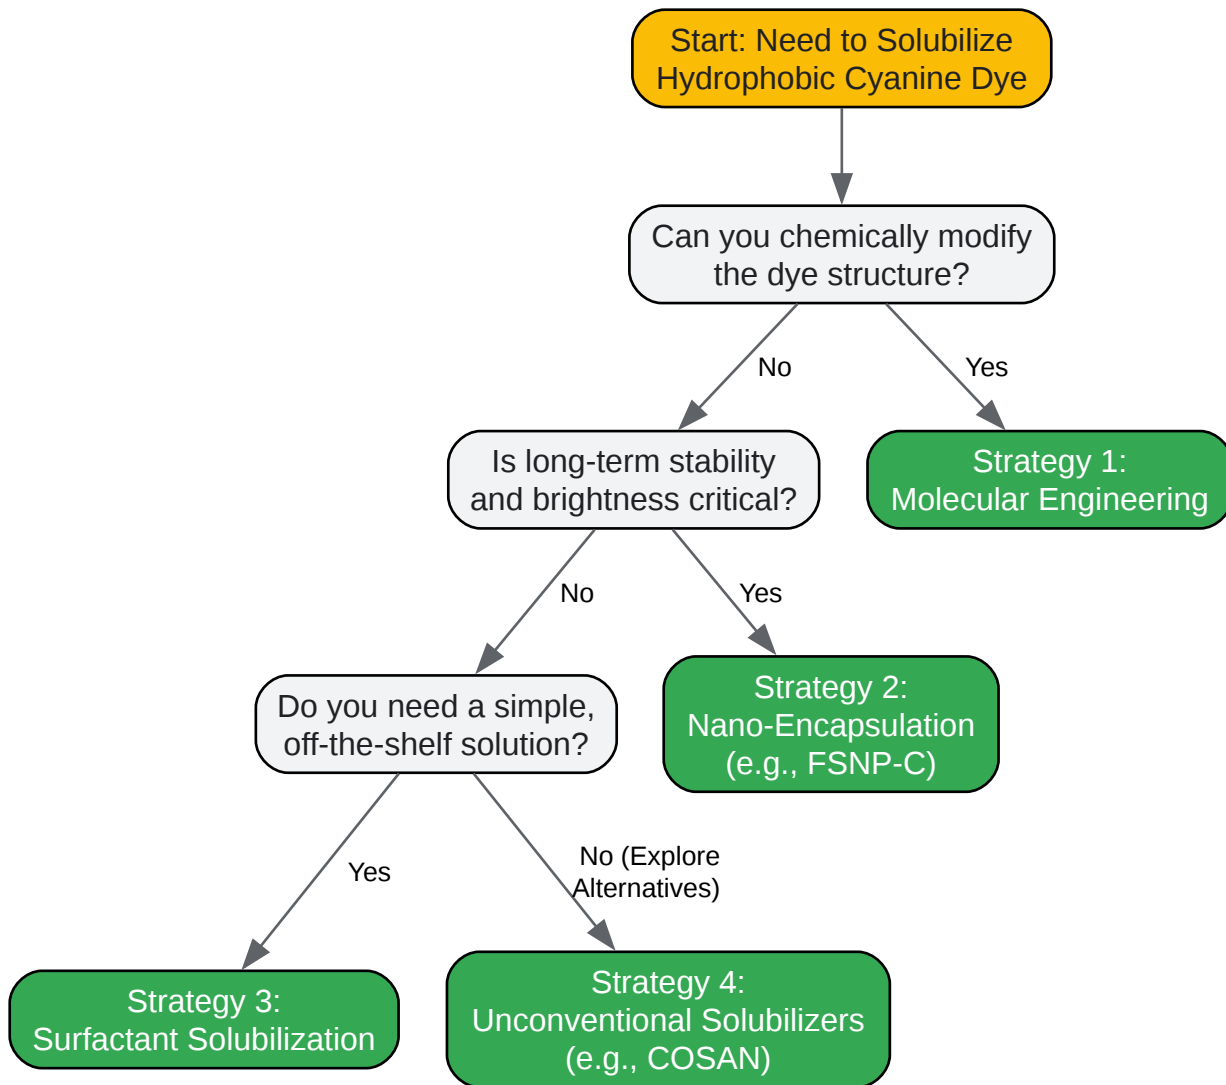 Start: Need to Solubilize
Hydrophobic Cyanine Dye
Can you chemically modify
the dye structure?
No
Yes
Is long-term stability
and brightness critical?
Strategy 1:
Molecular Engineering
No
Yes
Do you need a simple,
off-the-shelf solution?
Strategy 2:
Nano-Encapsulation
(e.g., FSNP-C)
Yes
No (Explore
Alternatives)
Strategy 3:
Surfactant Solubilization
Strategy 4:
Unconventional Solubilizers
(e.g., COSAN)